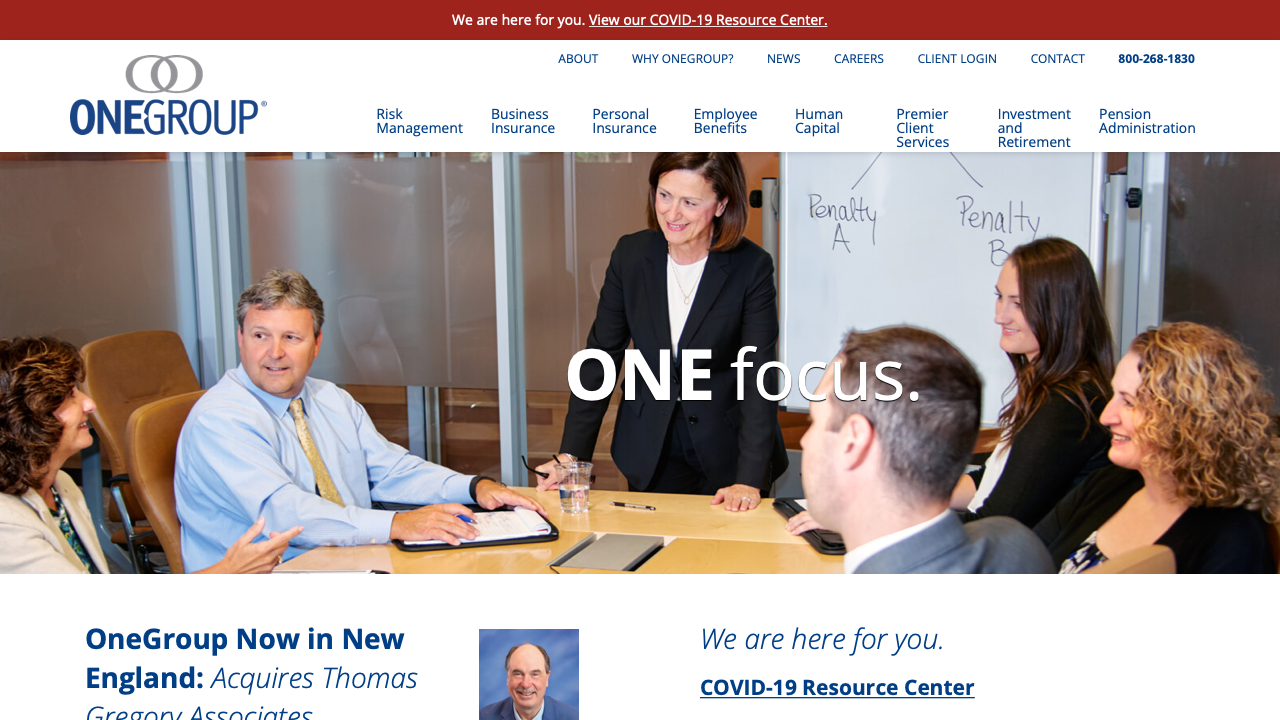 We are here for you. View our COVID-19 Resource Center.
ABOUT WHY ONEGROUP? NEWS CAREERS CLIENT LOGIN CONTACT 800-268-1830
ONEGROUP®
Risk Management
Business Insurance
Personal Insurance
Employee Benefits
Human Capital
Premier Client Services
Investment and Retirement
Pension Administration
Penalty A
Penalty B
ONE focus.
OneGroup Now in New
England: Acquires Thomas
Gregory Associates
We are here for you.
COVID-19 Resource Center